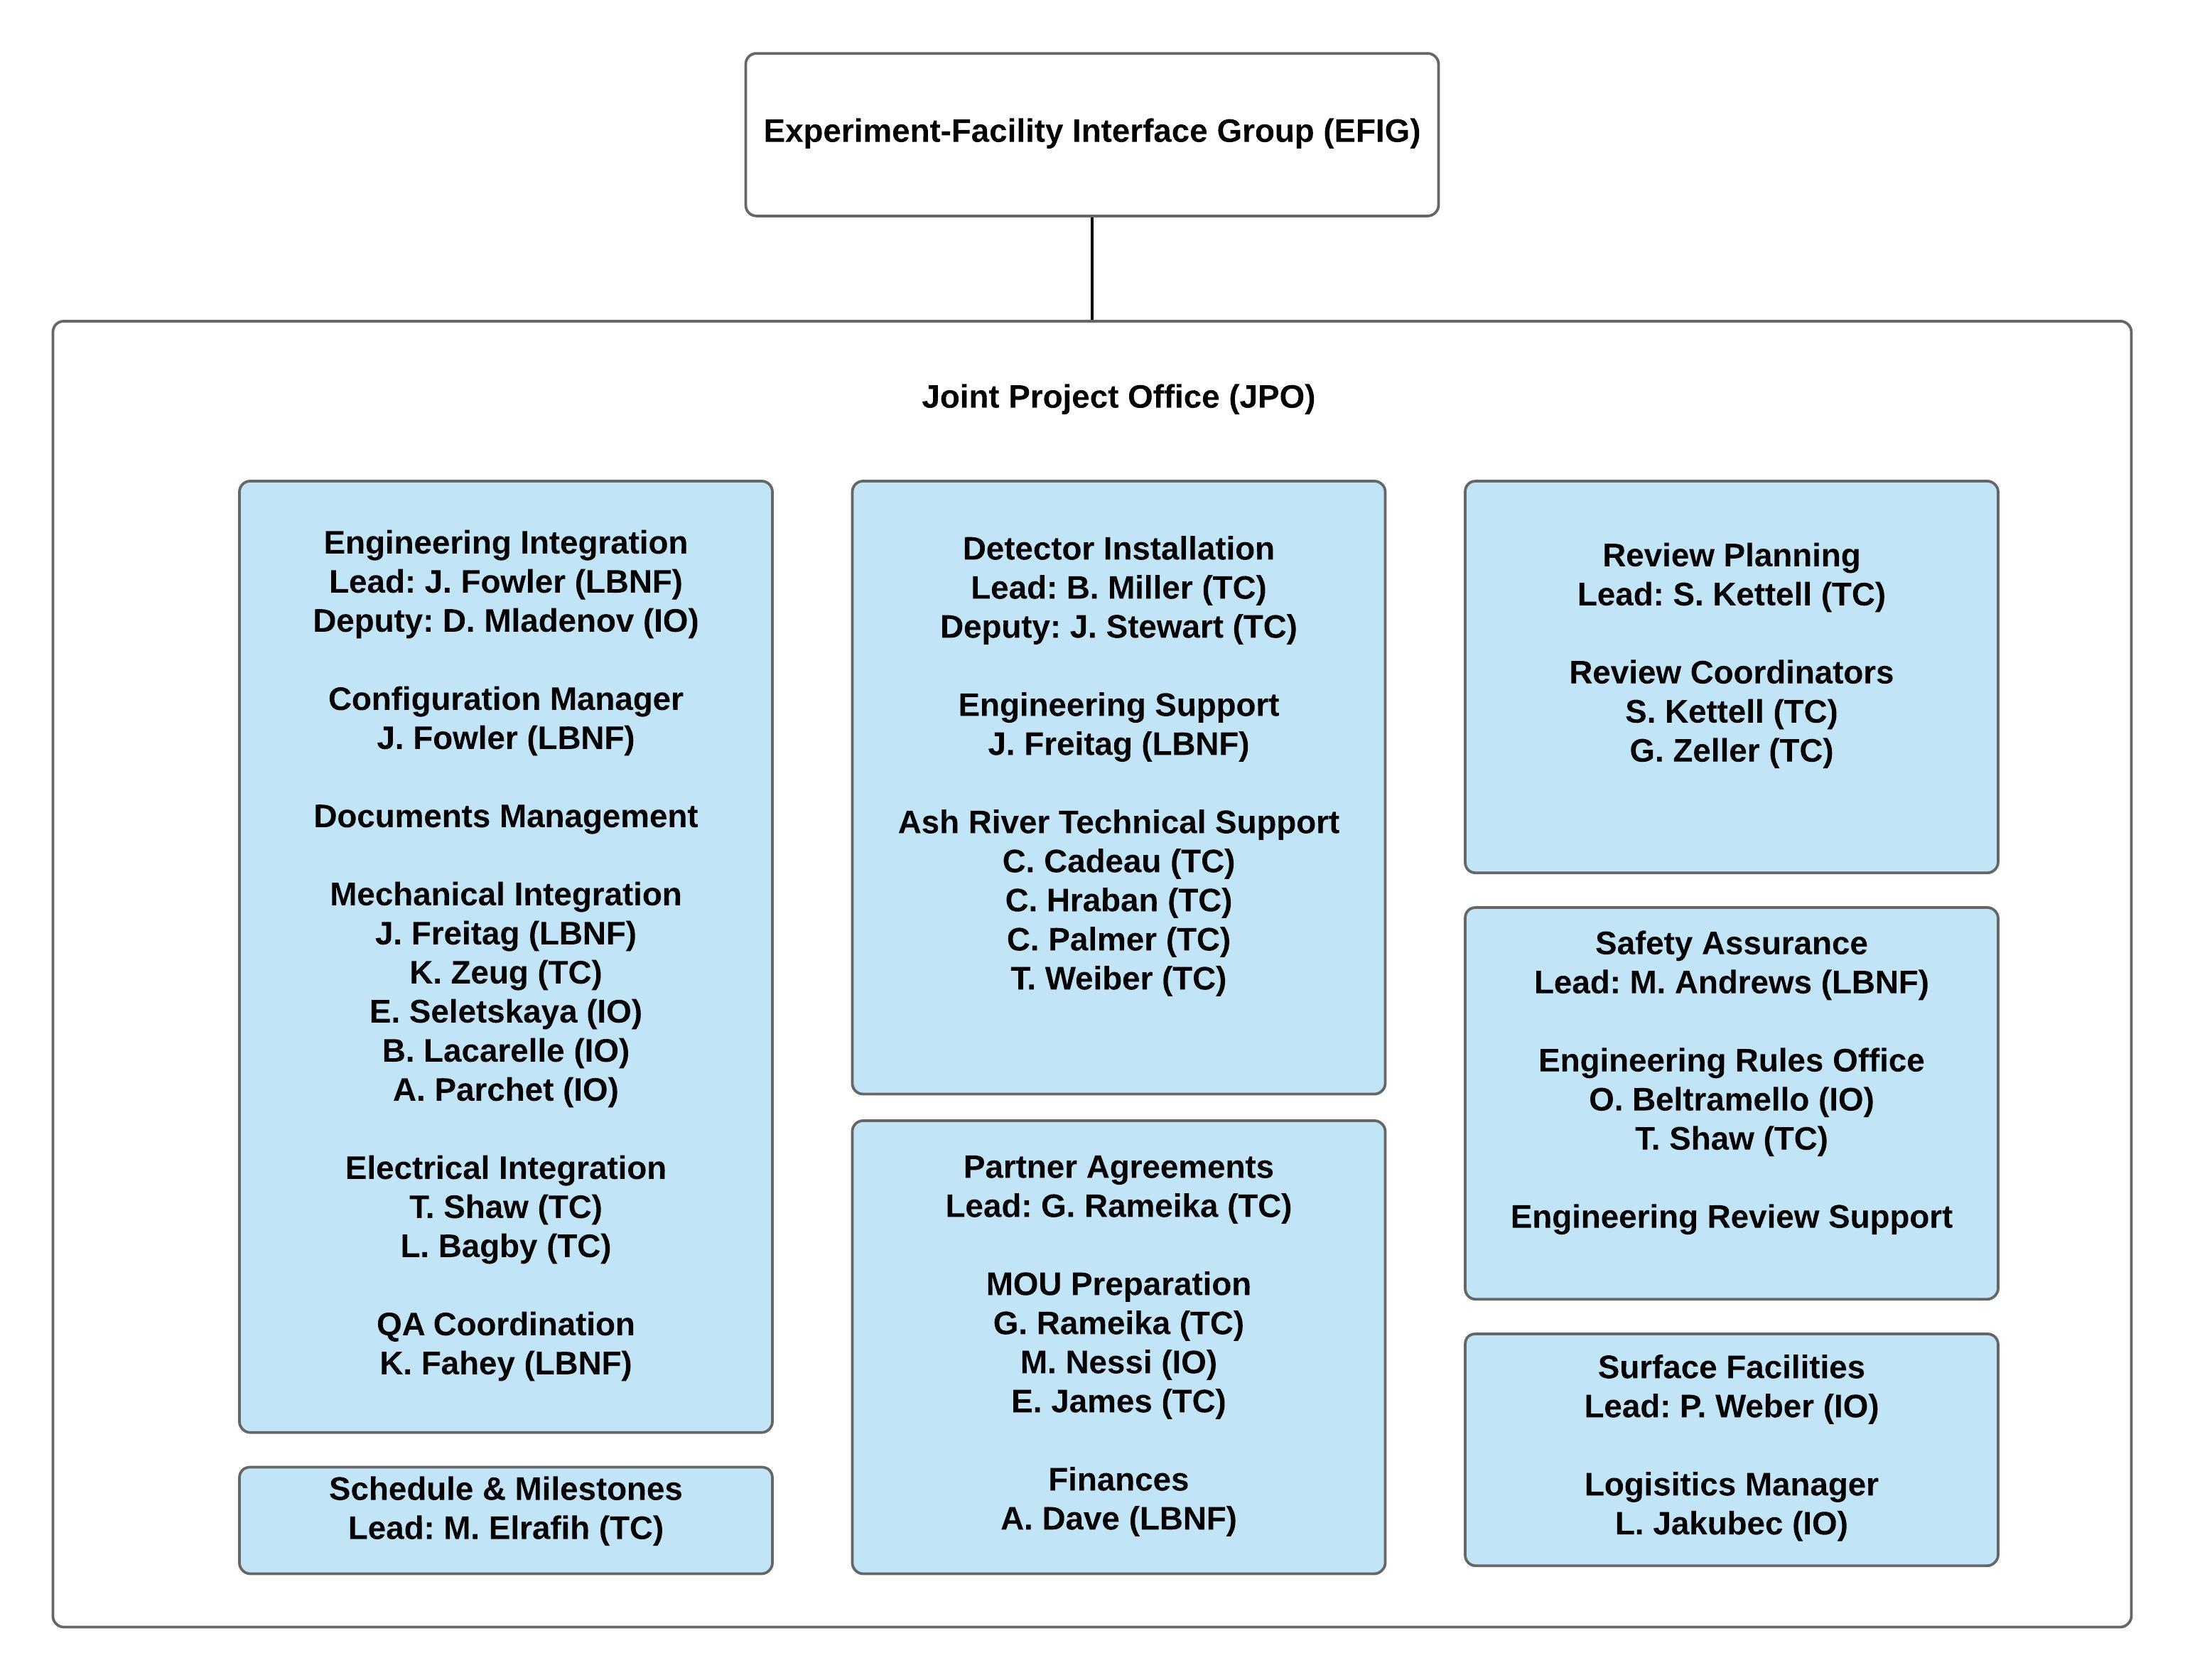 Experiment-Facility Interface Group (EFIG)
Joint Project Office (JPO)
Engineering Integration
Lead: J. Fowler (LBNF)
Deputy: D. Mladenov (IO)
Configuration Manager
J. Fowler (LBNF)
Documents Management
Mechanical Integration
J. Freitag (LBNF)
K. Zeug (TC)
E. Seletskaya (IO)
B. Lacarelle (IO)
A. Parchet (IO)
Electrical Integration
T. Shaw (TC)
L. Bagby (TC)
QA Coordination
K. Fahey (LBNF)
Schedule & Milestones
Lead: M. Elrafih (TC)
Detector Installation
Lead: B. Miller (TC)
Deputy: J. Stewart (TC)
Engineering Support
J. Freitag (LBNF)
Ash River Technical Support
C. Cadeau (TC)
C. Hraban (TC)
C. Palmer (TC)
T. Weiber (TC)
Partner Agreements
Lead: G. Rameika (TC)
MOU Preparation
G. Rameika (TC)
M. Nessi (IO)
E. James (TC)
Finances
A. Dave (LBNF)
Review Planning
Lead: S. Kettell (TC)
Review Coordinators
S. Kettell (TC)
G. Zeller (TC)
Safety Assurance
Lead: M. Andrews (LBNF)
Engineering Rules Office
O. Beltramello (IO)
T. Shaw (TC)
Engineering Review Support
Surface Facilities
Lead: P. Weber (IO)
Logisitics Manager
L. Jakubec (IO)